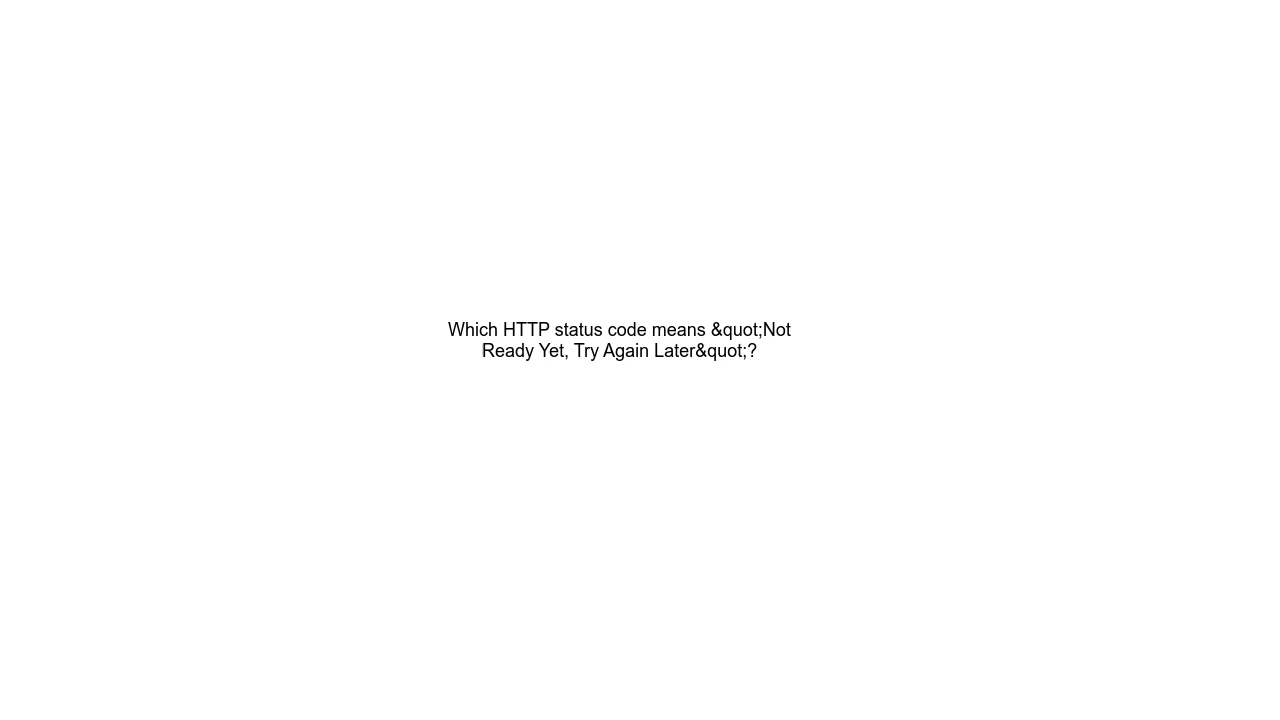 Which HTTP status code means &quot;Not
Ready Yet, Try Again Later&quot;?